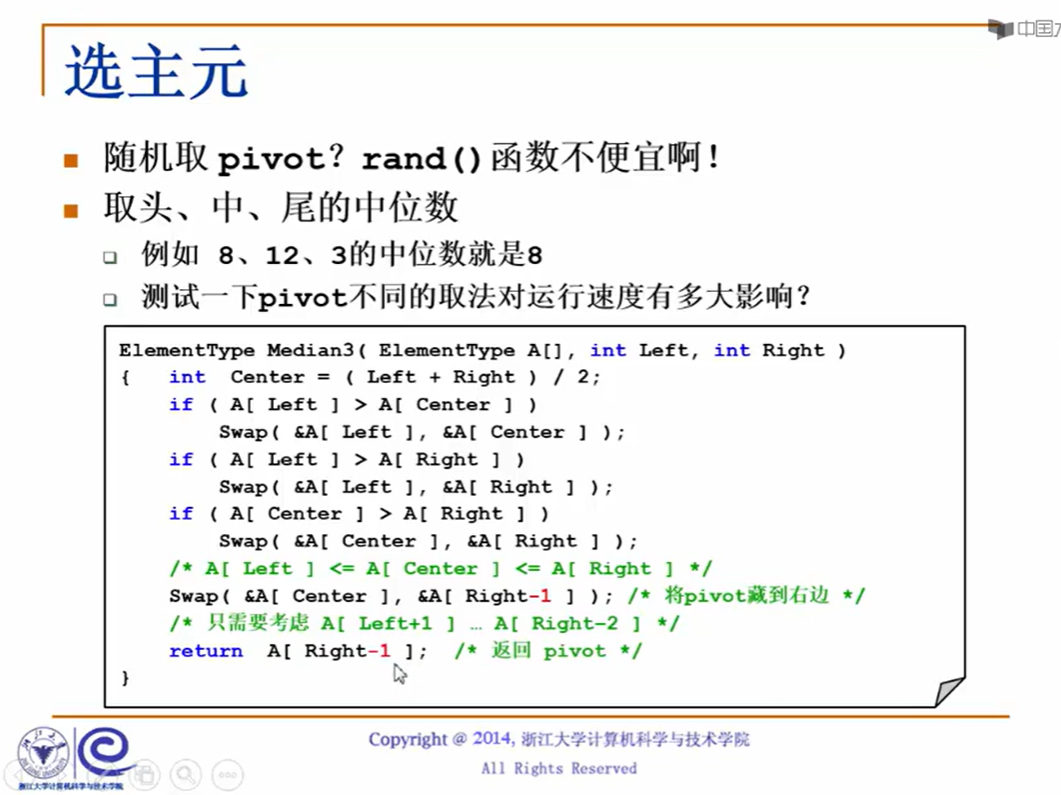 中国
选主元
随机取 pivot？rand()函数不便宜啊！
取头、中、尾的中位数
例如 8、12、3的中位数就是8
测试一下pivot不同的取法对运行速度有多大影响？
ElementType Median3( ElementType A[], int Left, int Right )
{ int Center = ( Left + Right ) / 2;
if ( A[ Left ] > A[ Center ] )
Swap( &A[ Left ], &A[ Center ] );
if ( A[ Left ] > A[ Right ] )
Swap( &A[ Left ], &A[ Right ] );
if ( A[ Center ] > A[ Right ] )
Swap( &A[ Center ], &A[ Right ] );
/* A[ Left ] <= A[ Center ] <= A[ Right ] */
Swap( &A[ Center ], &A[ Right-1 ] ); /* 将pivot藏到右边 */
/* 只需要考虑 A[ Left+1 ] … A[ Right-2 ] */
return A[ Right-1 ]; /* 返回 pivot */
}
Copyright @ 2014, 浙江大学计算机科学与技术学院
All Rights Reserved
浙江大学计算机科学与技术学院